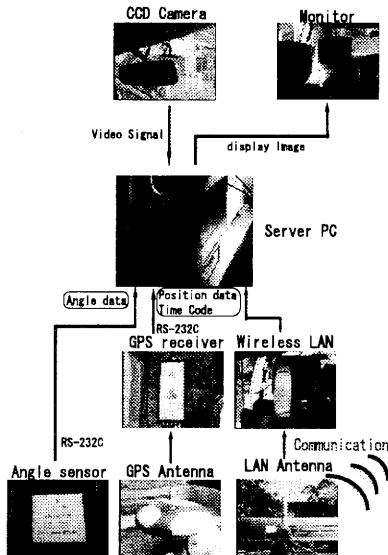 CCD Camera
Monitor
Video Signal
display Image
Server PC
Angle data
Position data
Time Code
RS-232C
GPS receiver
Wireless LAN
RS-232C
Communication
Angle sensor
GPS Antenna
LAN Antenna